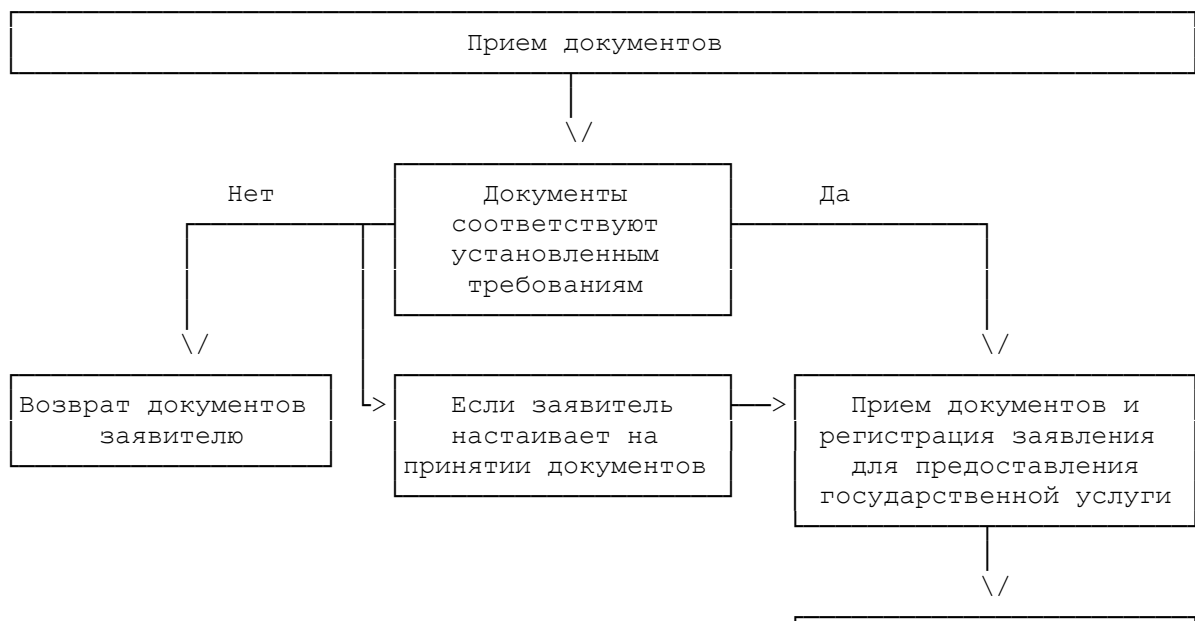 Прием документов
Нет
Да
Документы
соответствуют
установленным
требованиям
Возврат документов
заявителю
Если заявитель
настаивает на
принятии документов
Прием документов и
регистрация заявления
для предоставления
государственной услуги